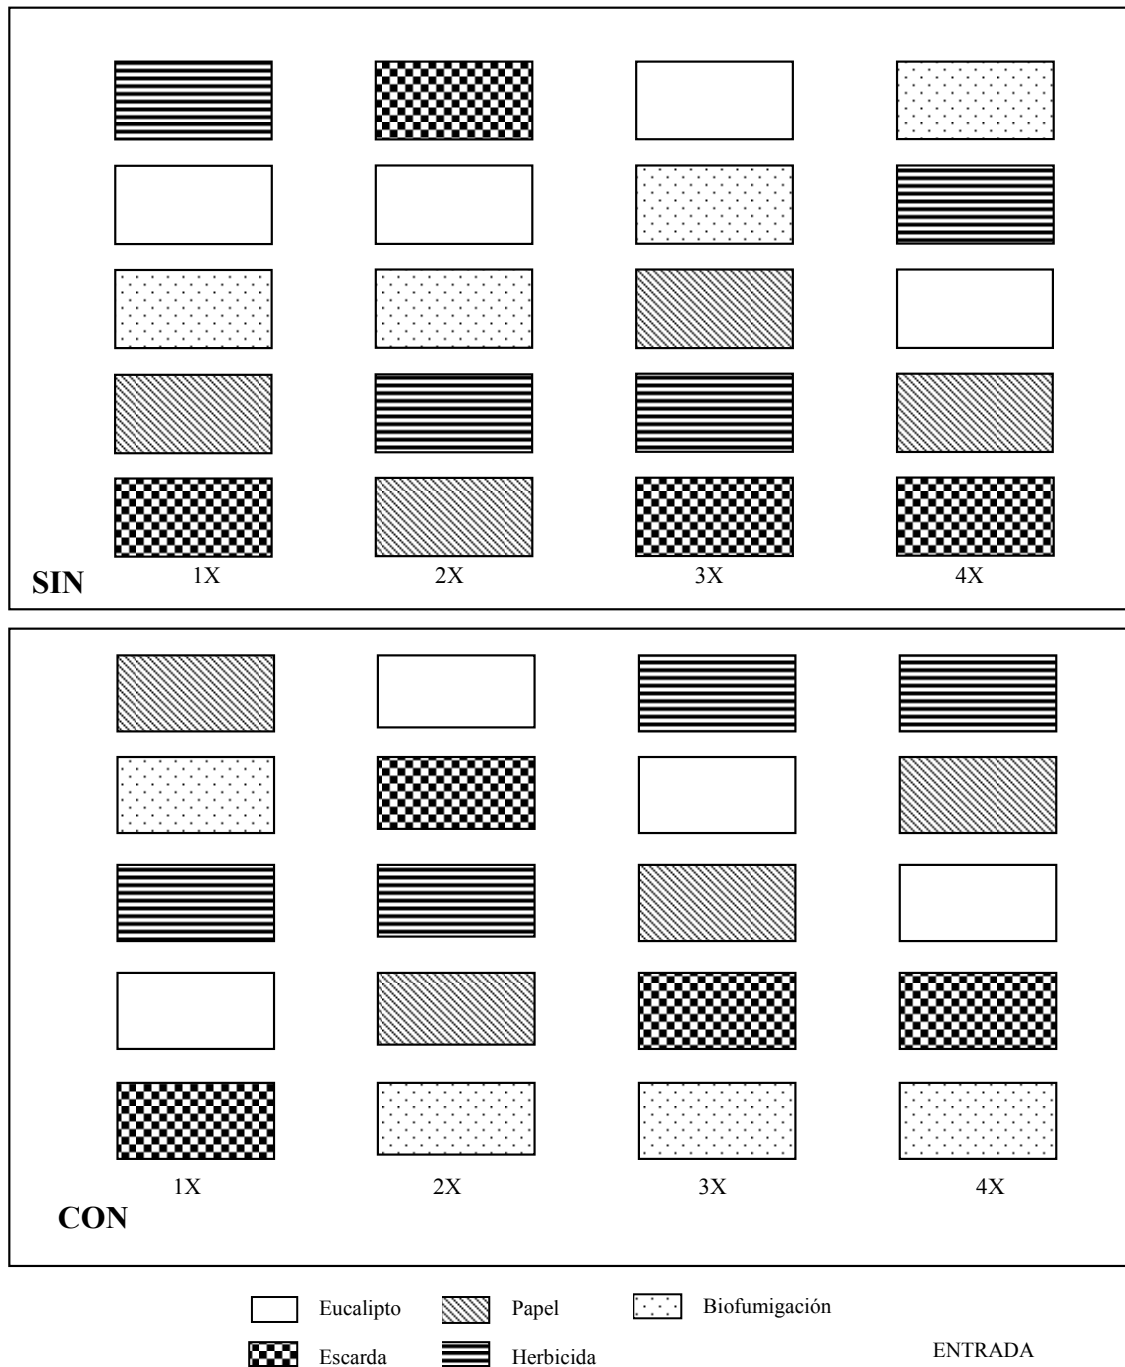 1X 2X 3X 4X
SIN
1X 2X 3X 4X
CON
Eucalipto Papel Biofumigación
Escarda Herbicida ENTRADA